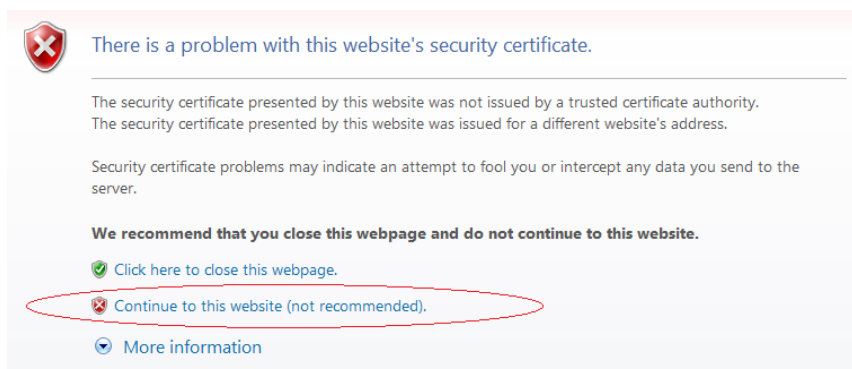 There is a problem with this website's security certificate.
The security certificate presented by this website was not issued by a trusted certificate authority.
The security certificate presented by this website was issued for a different website's address.
Security certificate problems may indicate an attempt to fool you or intercept any data you send to the
server.
We recommend that you close this webpage and do not continue to this website.
Click here to close this webpage.
Continue to this website (not recommended).
More information